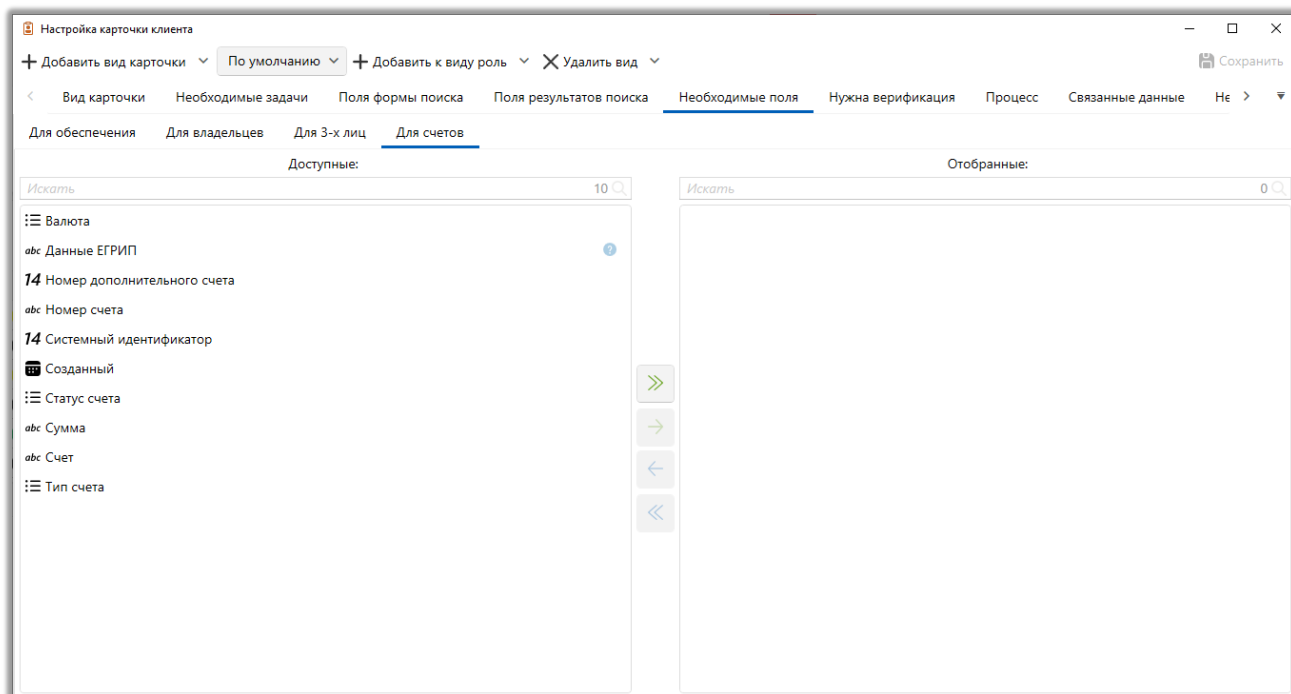 Настройка карточки клиента
Добавить вид карточки По умолчанию Добавить к виду роль Удалить вид Сохранить
Вид карточки Необходимые задачи Поля формы поиска Поля результатов поиска Необходимые поля Нужна верификация Процесс Связанные данные Не
Для обеспечения Для владельцев Для 3-х лиц Для счетов
Доступные: Отобранные:
Искать 10 Искать 0
Валюта
abc Данные ЕГРИП ?
14 Номер дополнительного счета
abc Номер счета
14 Системный идентификатор
Созданный
Статус счета
abc Сумма
abc Счет
Тип счета